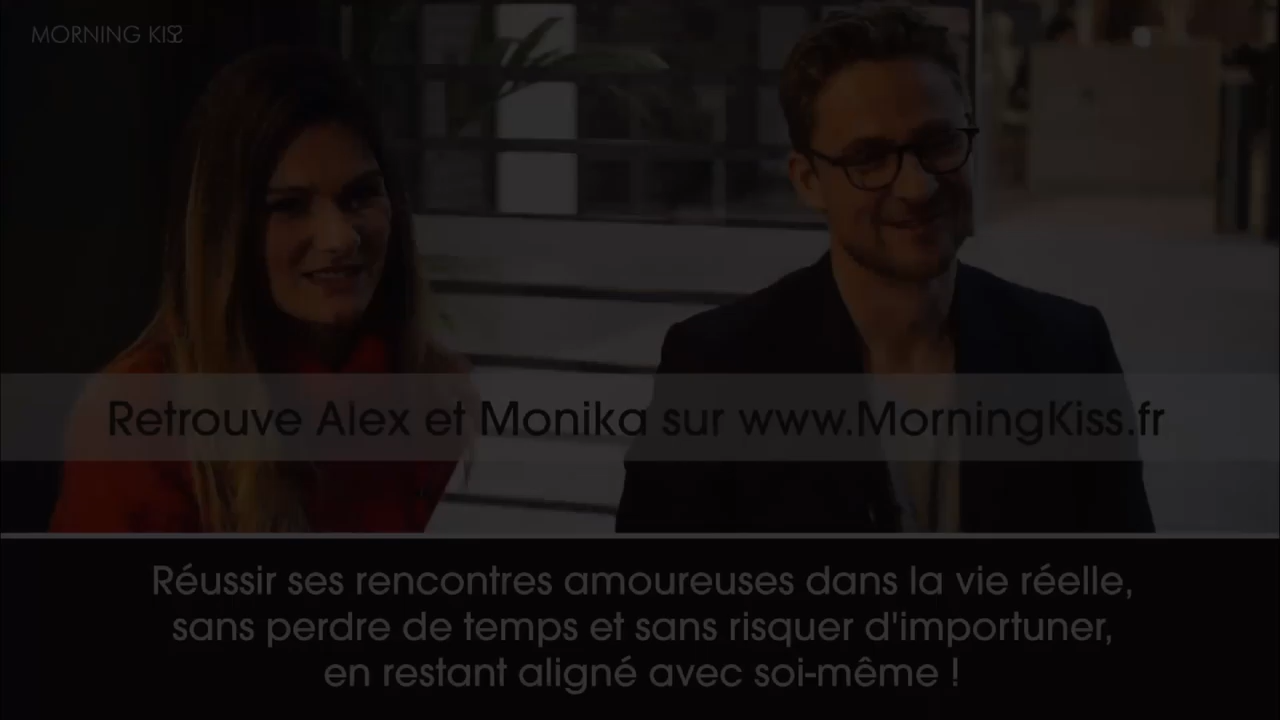 MORNING KISS
Retrouve Alex et Monika sur www.MorningKiss.fr
Réussir ses rencontres amoureuses dans la vie réelle,
sans perdre de temps et sans risquer d'importuner,
en restant aligné avec soi-même !